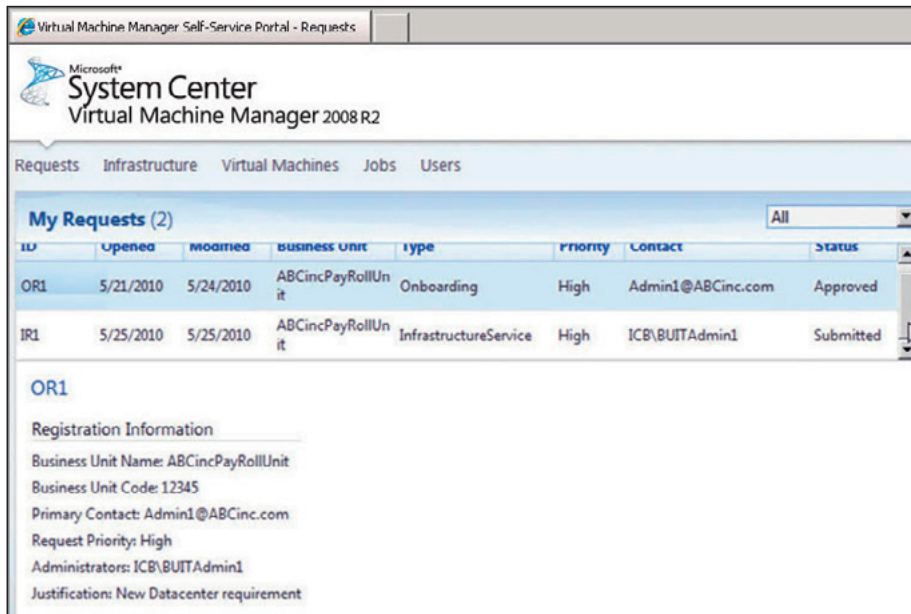 Virtual Machine Manager Self-Service Portal - Requests
Microsoft®
System Center
Virtual Machine Manager 2008 R2
Requests Infrastructure Virtual Machines Jobs Users
My Requests (2) All
ID Opened Modified Business Unit Type Priority Contact Status
OR1 5/21/2010 5/24/2010 ABCincPayRollUn Onboarding High Admin1@ABCinc.com Approved
it
IR1 5/25/2010 5/25/2010 ABCincPayRollUn InfrastructureService High ICB\BUITAdmin1 Submitted
it
OR1
Registration Information
Business Unit Name: ABCincPayRollUnit
Business Unit Code: 12345
Primary Contact: Admin1@ABCinc.com
Request Priority: High
Administrators: ICB\BUITAdmin1
Justification: New Datacenter requirement